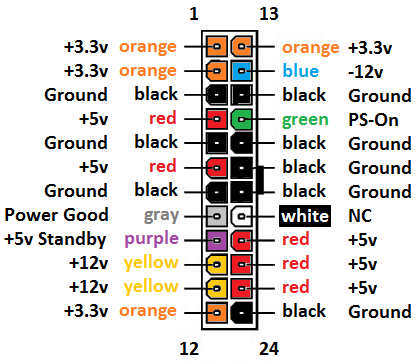 1 13
+3.3v orange orange +3.3v
+3.3v orange blue -12v
Ground black black Ground
+5v red green PS-On
Ground black black Ground
+5v red black Ground
Ground black black Ground
Power Good gray white NC
+5v Standby purple red +5v
+12v yellow red +5v
+12v yellow red +5v
+3.3v orange black Ground
12 24